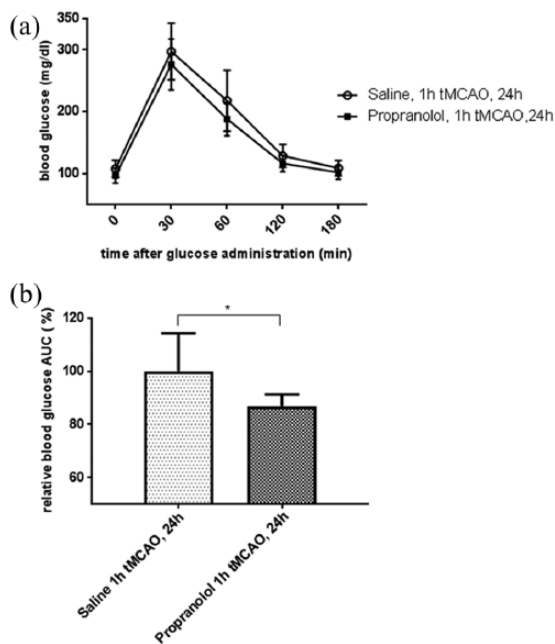 (a)
350
200
100
blood glucose (mg/dl)
0 30 60 120 180
time after glucose administration (min)
Saline, 1h tMCAO, 24h
Propranolol, 1h tMCAO,24h
(b)
120
100
80
60
relative blood glucose AUC (%)
*
Saline 1h tMCAO, 24h
Propranolol 1h tMCAO, 24h